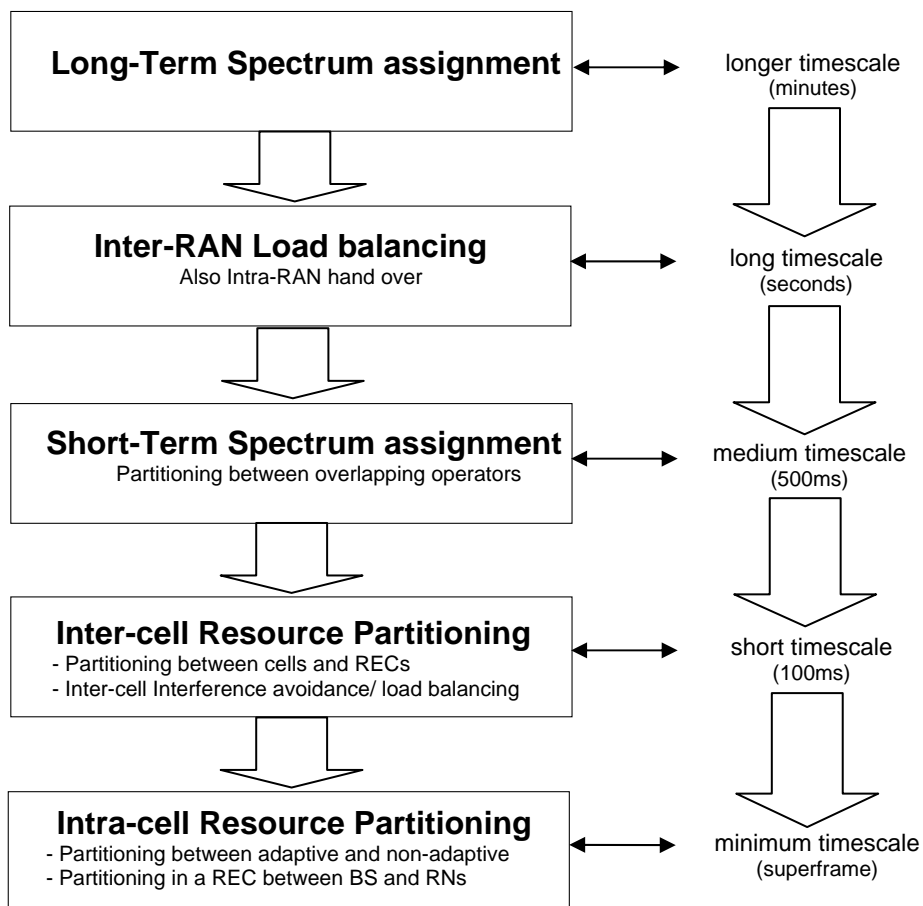 Long-Term Spectrum assignment
longer timescale
(minutes)
Inter-RAN Load balancing
Also Intra-RAN hand over
long timescale
(seconds)
Short-Term Spectrum assignment
Partitioning between overlapping operators
medium timescale
(500ms)
Inter-cell Resource Partitioning
- Partitioning between cells and RECs
- Inter-cell Interference avoidance/ load balancing
short timescale
(100ms)
Intra-cell Resource Partitioning
- Partitioning between adaptive and non-adaptive
- Partitioning in a REC between BS and RNs
minimum timescale
(superframe)